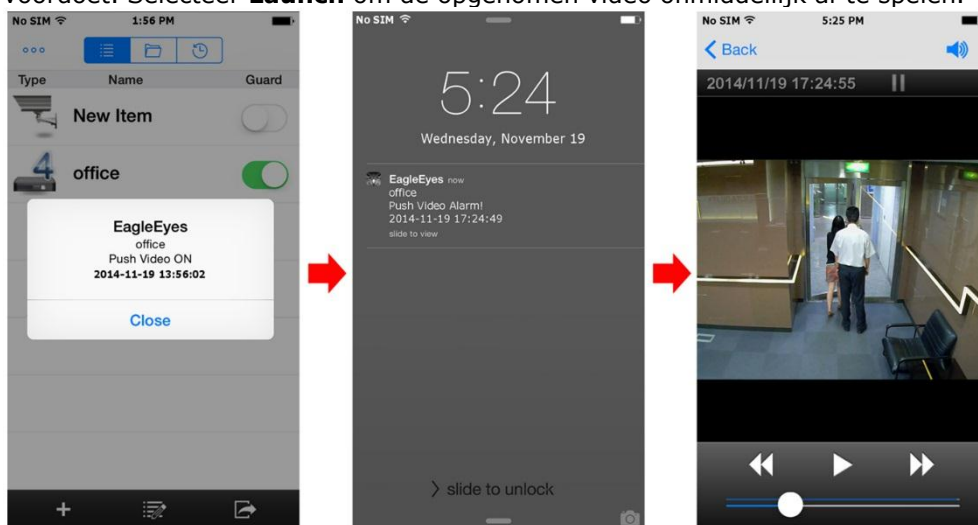 voordoet. Selecteer Launch om de opgenomen video onmiddellijk af te spelen.
No SIM 1:56 PM
Type Name Guard
New Item
4 office
EagleEyes
office
Push Video ON
2014-11-19 13:56:02
Close
No SIM
5:24
Wednesday, November 19
EagleEyes now
office
Push Video Alarm!
2014-11-19 17:24:49
slide to view
> slide to unlock
No SIM 5:25 PM
< Back
2014/11/19 17:24:55